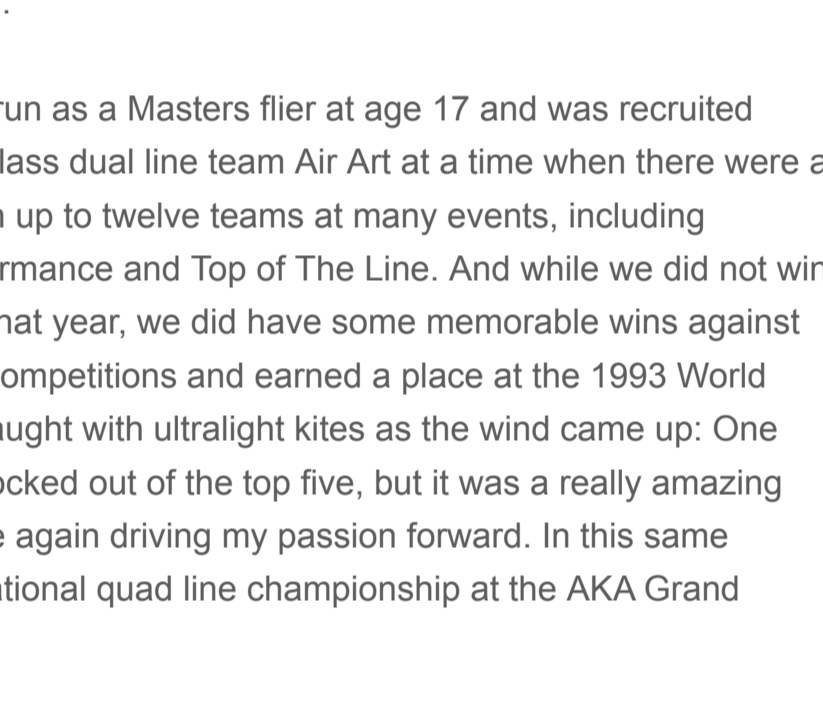 .
run as a Masters flier at age 17 and was recruited
lass dual line team Air Art at a time when there were a
up to twelve teams at many events, including
rmance and Top of The Line. And while we did not win
hat year, we did have some memorable wins against
ompetitions and earned a place at the 1993 World
aught with ultralight kites as the wind came up: One
ocked out of the top five, but it was a really amazing
e again driving my passion forward. In this same
ational quad line championship at the AKA Grand